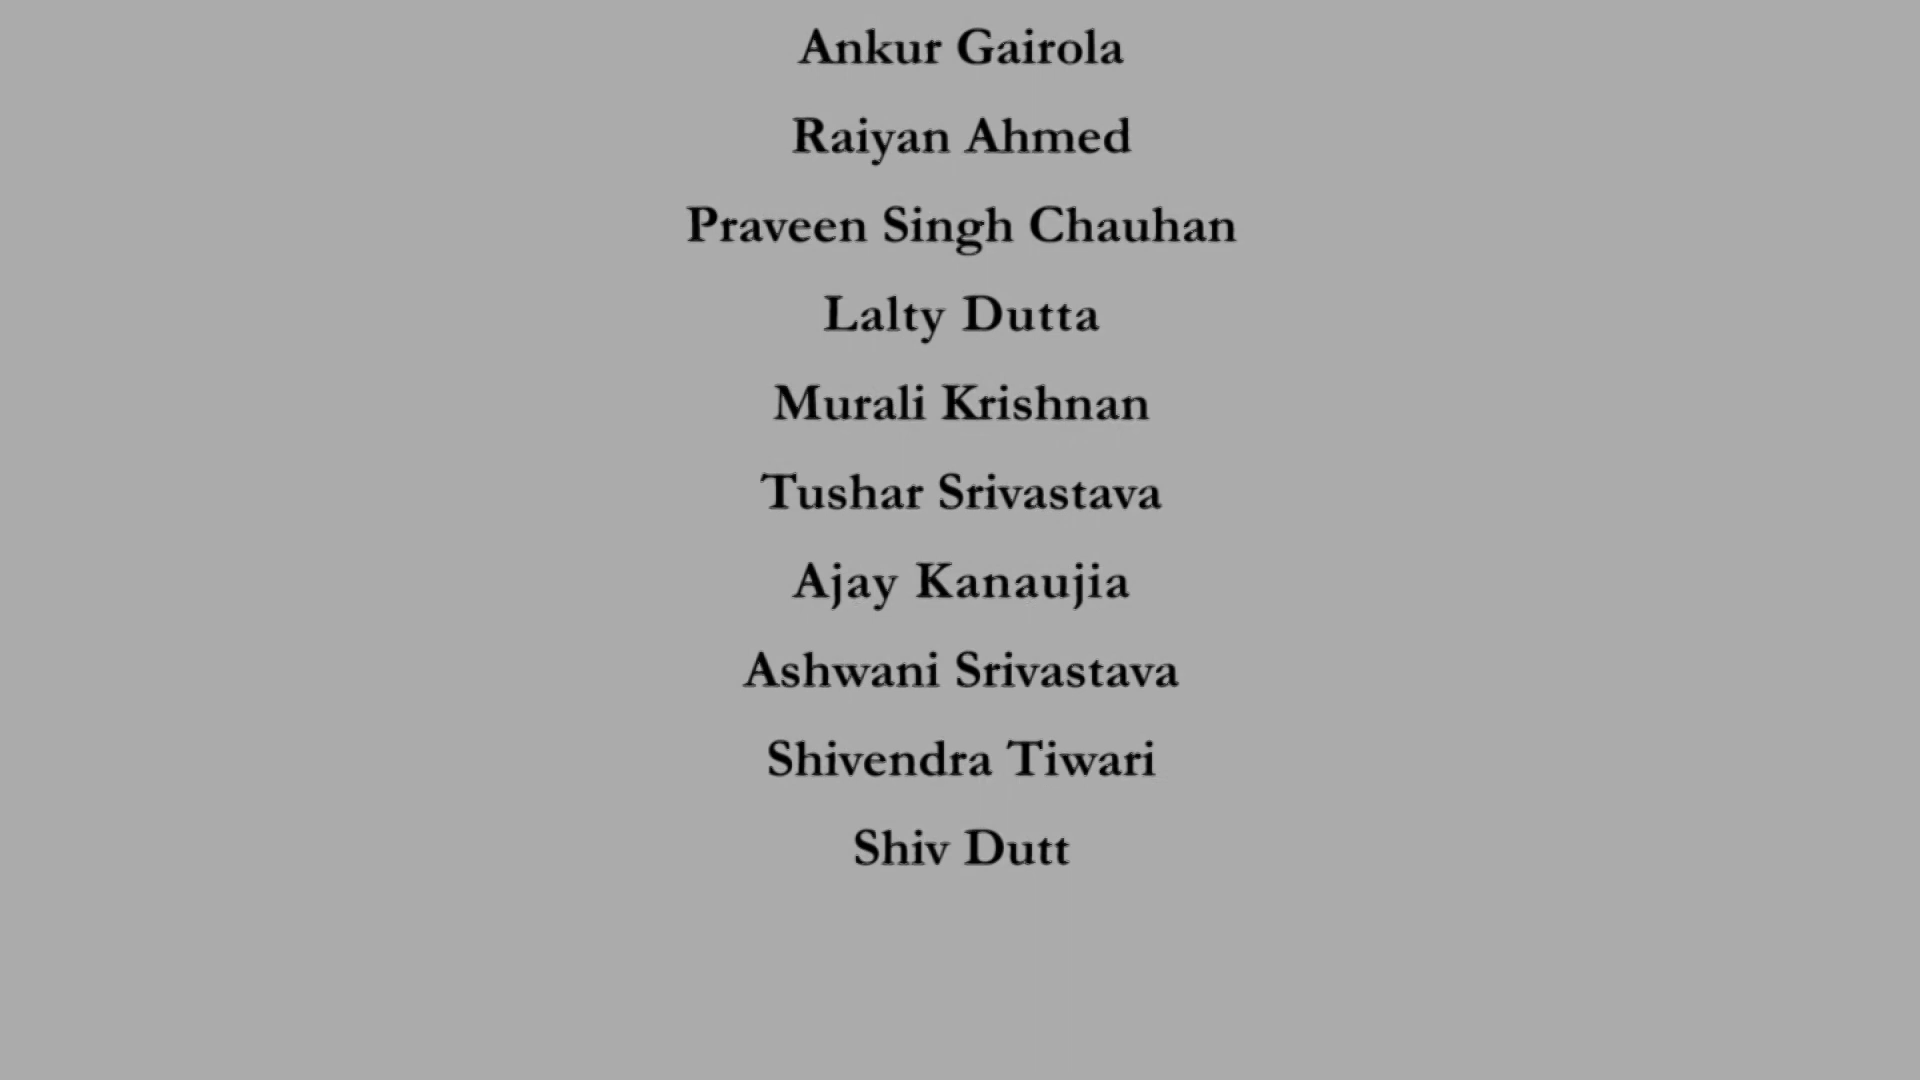 Ankur Gairola
Raiyan Ahmed
Praveen Singh Chauhan
Lalty Dutta
Murali Krishnan
Tushar Srivastava
Ajay Kanaujia
Ashwani Srivastava
Shivendra Tiwari
Shiv Dutt